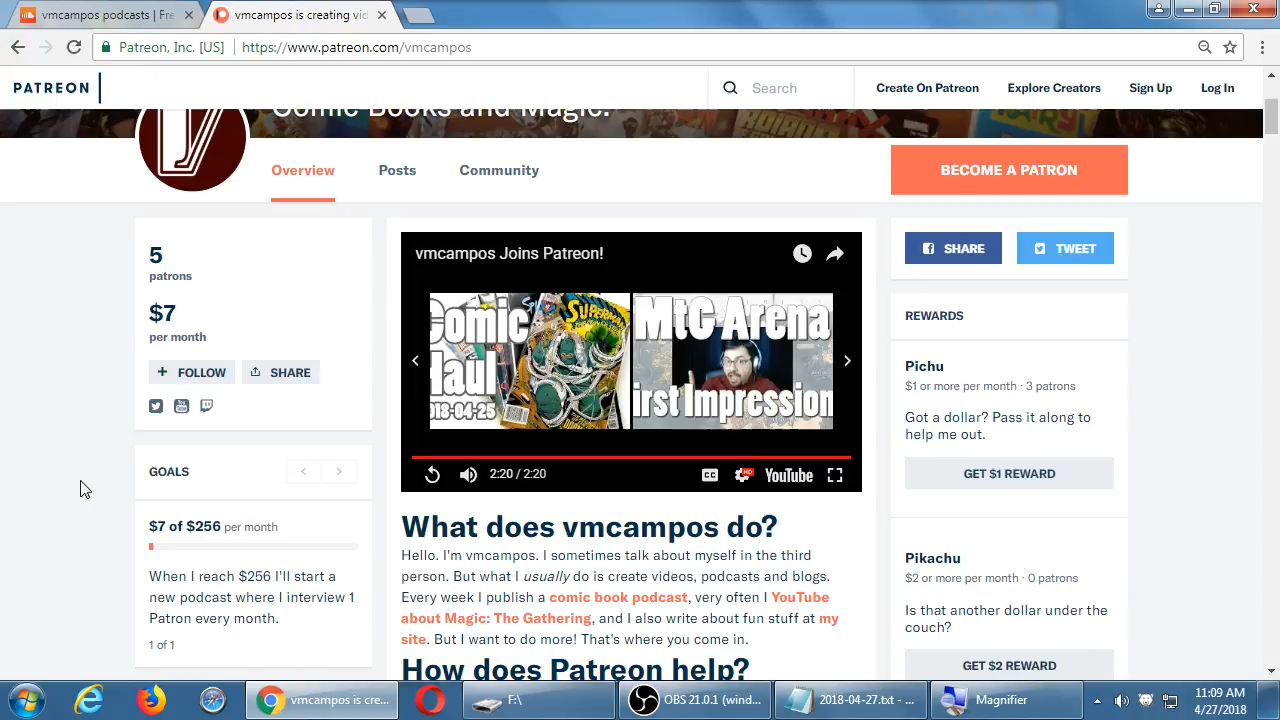 vmcampos podcasts | Fre
vmcampos is creating vid
Patreon, Inc. [US]
https://www.patreon.com/vmcampos
PATREON
Search
Create On Patreon
Explore Creators
Sign Up
Log In
Comic Books and Magic.
Overview
Posts
Community
BECOME A PATRON
5
patrons
$7
per month
FOLLOW
SHARE
GOALS
$7 of $256 per month
When I reach $256 I'll start a
new podcast where I interview 1
Patron every month.
1 of 1
vmcampos Joins Patreon!
Comic
Haul
2018-04-25
SUPERMAN
MtG Arena
First Impression
2:20 / 2:20
CC
HD
YouTube
What does vmcampos do?
Hello. I'm vmcampos. I sometimes talk about myself in the third
person. But what I usually do is create videos, podcasts and blogs.
Every week I publish a comic book podcast, very often I YouTube
about Magic: The Gathering, and I also write about fun stuff at my
site. But I want to do more! That's where you come in.
How does Patreon help?
SHARE
TWEET
REWARDS
Pichu
$1 or more per month · 3 patrons
Got a dollar? Pass it along to
help me out.
GET $1 REWARD
Pikachu
$2 or more per month · 0 patrons
Is that another dollar under the
couch?
GET $2 REWARD
vmcampos is cre...
F:\
OBS 21.0.1 (wind...
2018-04-27.txt - ...
Magnifier
11:09 AM
4/27/2018